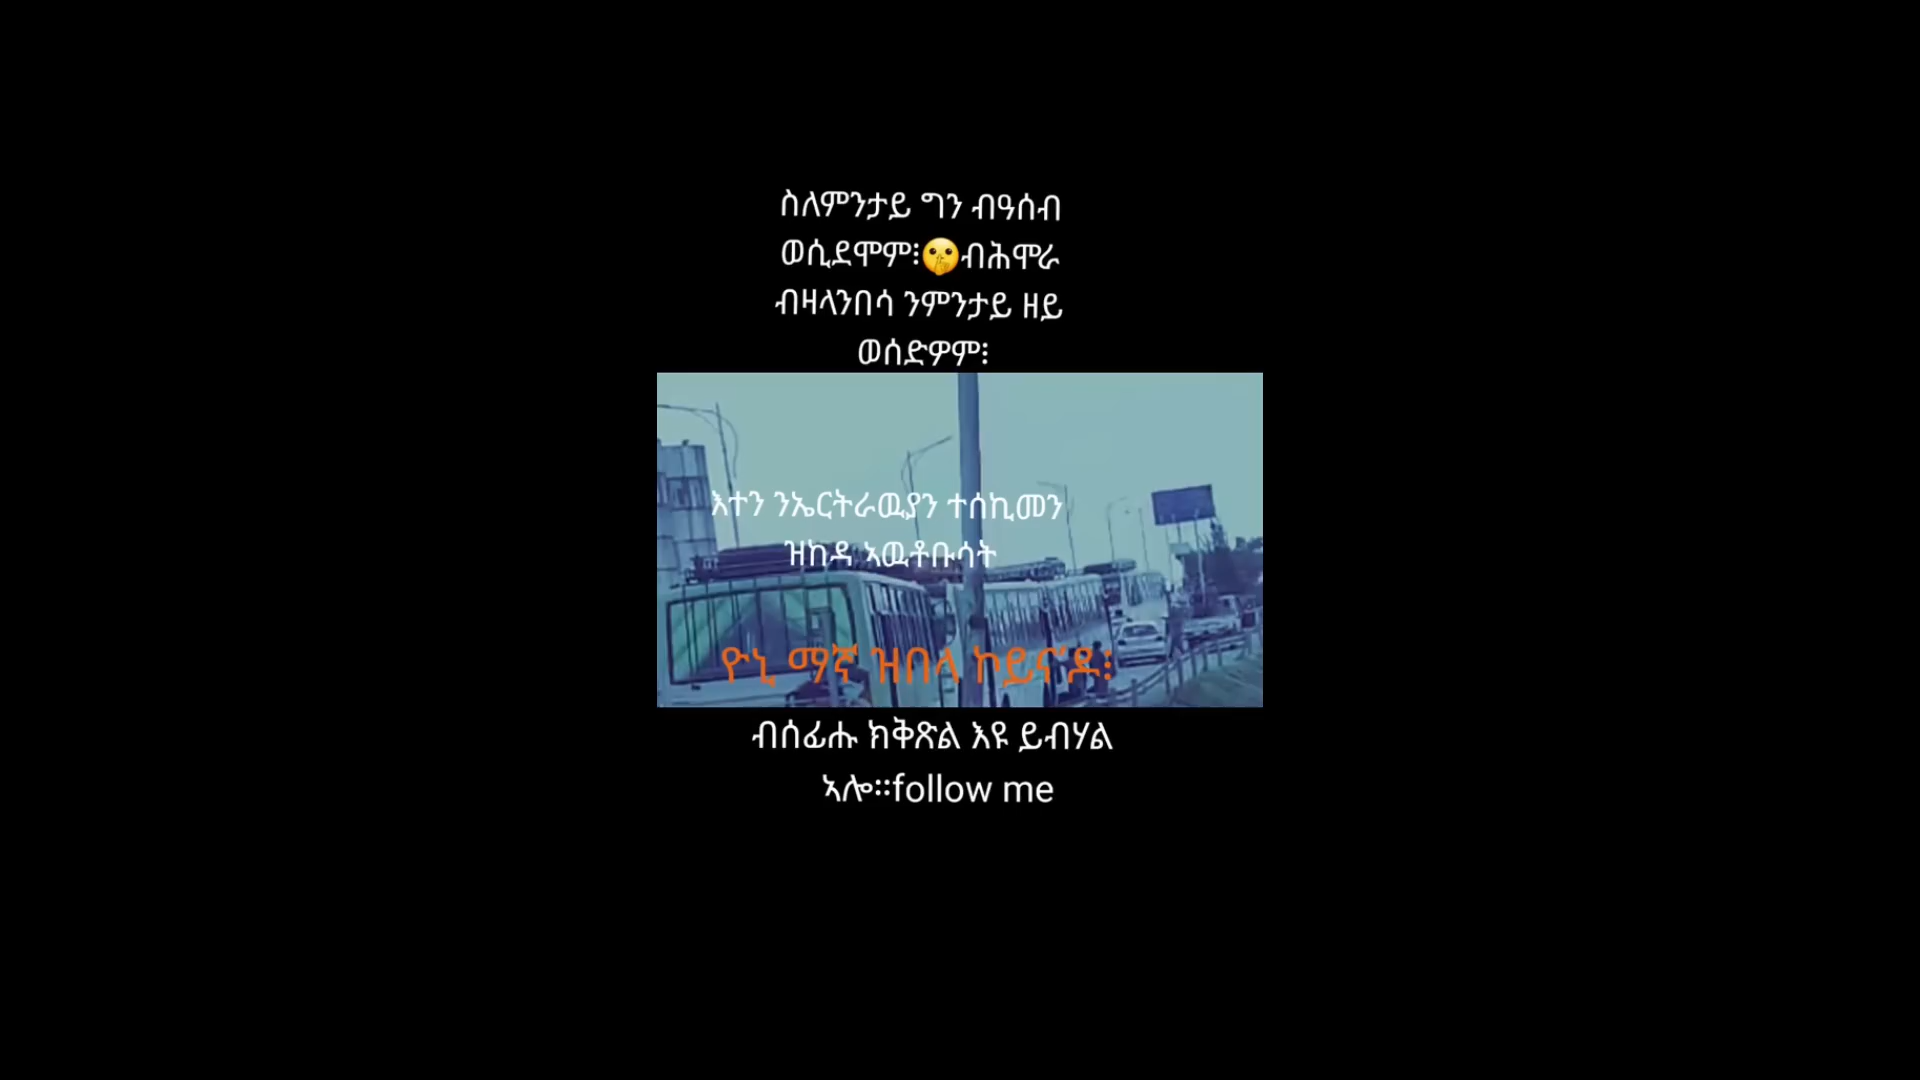 ስለምንታይ ግን ብዓሰብ
ወሲደሞም፧🤫ብሕሞራ
ብዛላንበሳ ንምንታይ ዘይ
ወሰድዎም፧
እተን ንኤርትራዉያን ተሰኪመን
ዝከዳ ኣዉቶቡሳት
ዮኒ ማኛ ዝበላ ኮይና'ዶ፧
ብሰፊሑ ክቅጽል እዩ ይብሃል
ኣሎ።follow me